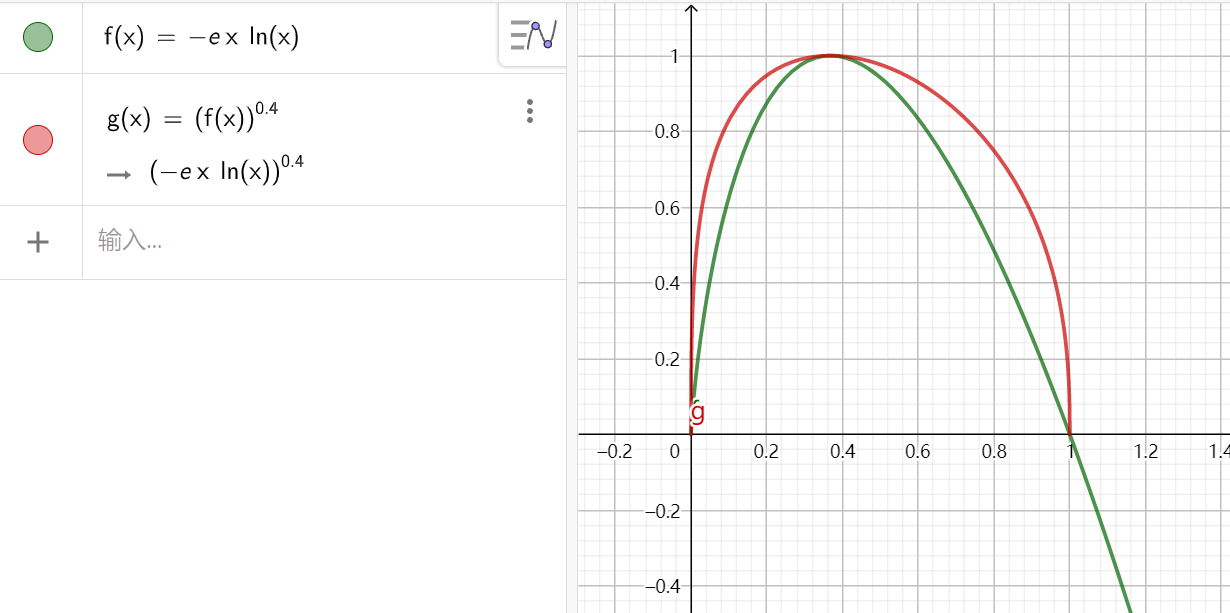 f(x) = −e x ln(x)
g(x) = (f(x))^0.4
→ (−e x ln(x))^0.4
+ 输入...
1
0.8
0.6
0.4
0.2
g
−0.2 0 0.2 0.4 0.6 0.8 1 1.2 1.4
−0.2
−0.4